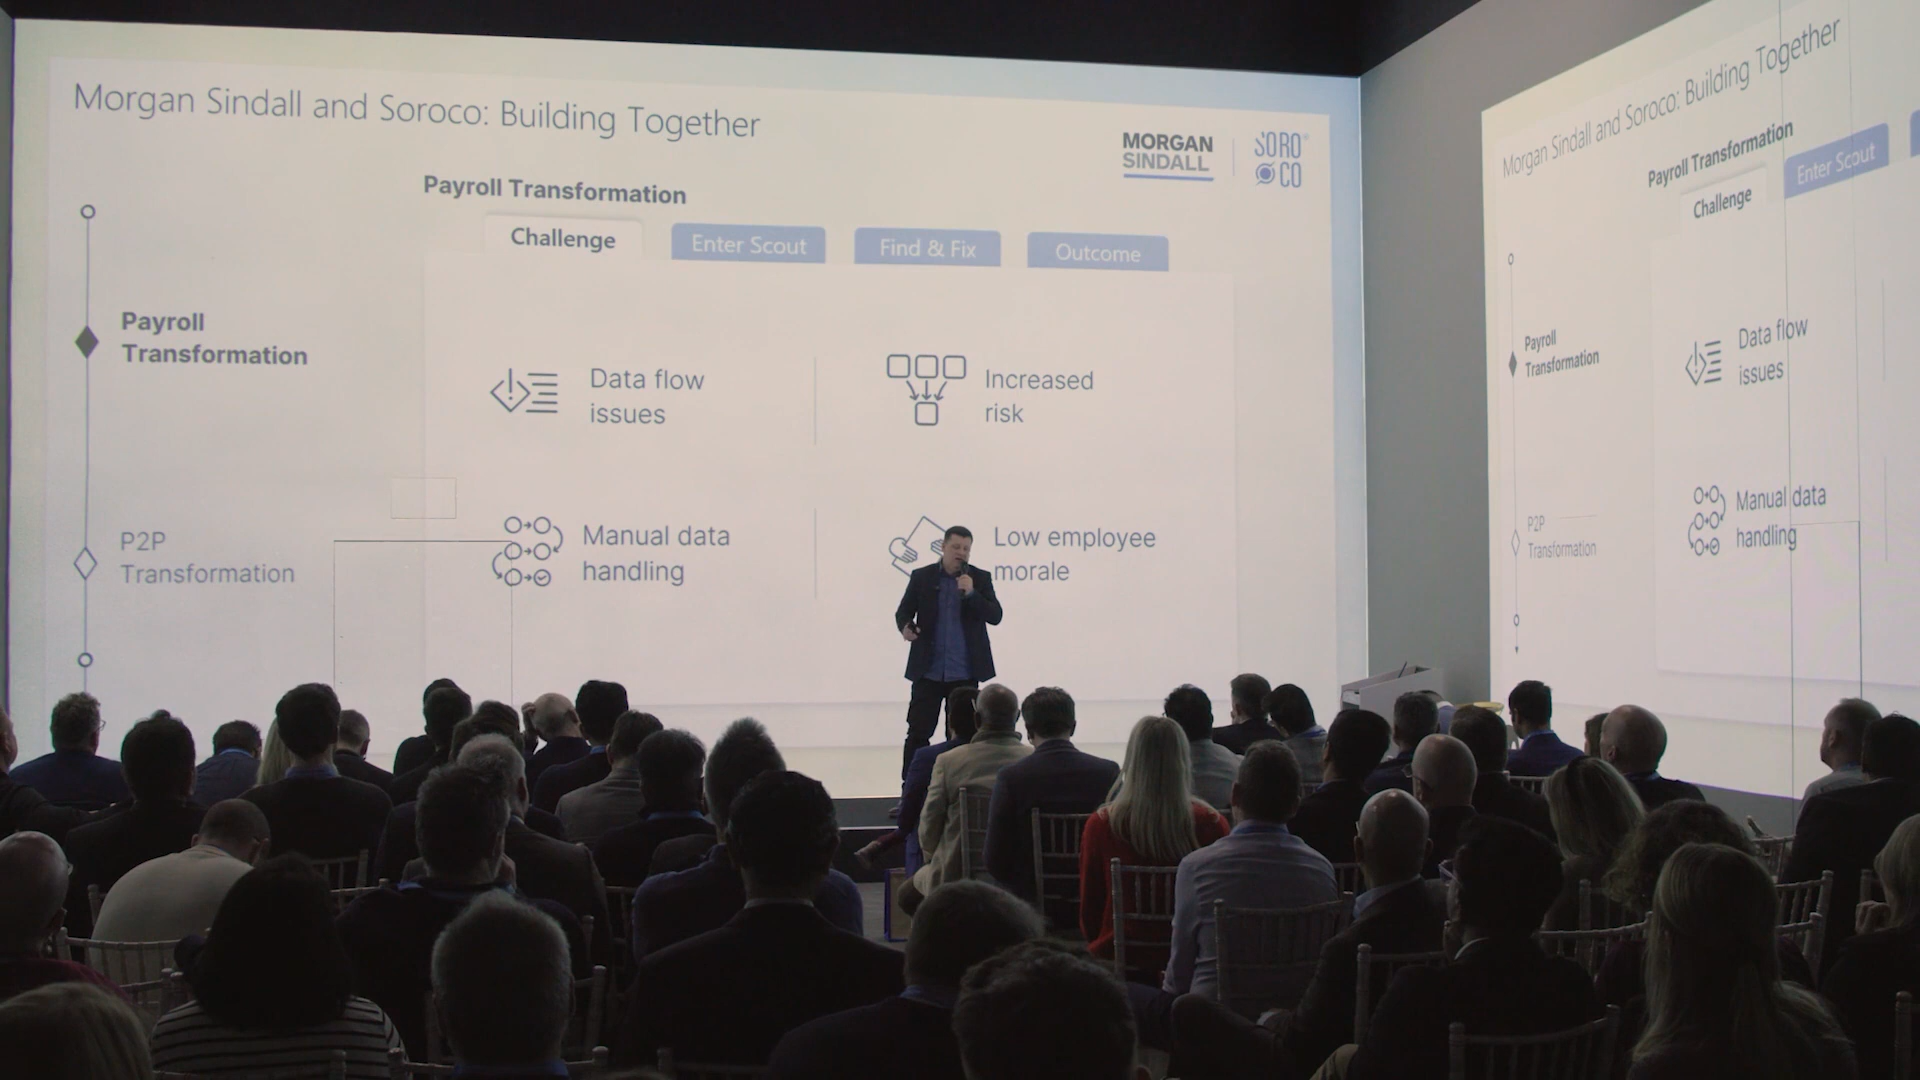 Morgan Sindall and Soroco: Building Together
MORGAN
SINDALL
SORO
CO
Payroll Transformation
Challenge
Enter Scout
Find & Fix
Outcome
Payroll
Transformation
Data flow
issues
Increased
risk
P2P
Transformation
Manual data
handling
Low employee
morale
Morgan Sindall and Soroco: Building Together
Payroll Transformation
Challenge
Enter Scout
Payroll
Transformation
Data flow
issues
P2P
Transformation
Manual data
handling